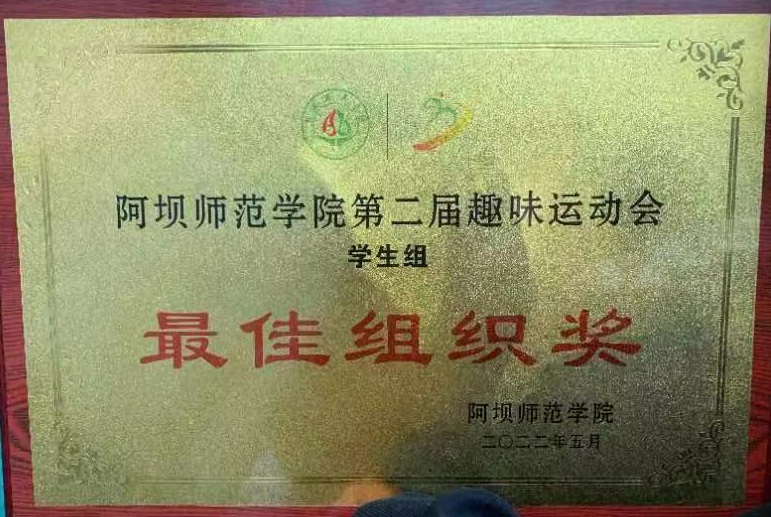 阿坝师范学院第二届趣味运动会
学生组
最佳组织奖
阿坝师范学院
二〇二二年五月